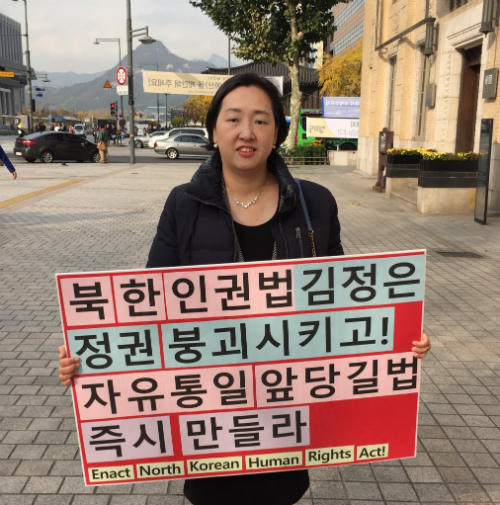 북한 인권법 김정은
정권 붕괴시키고!
자유통일 앞당길법
즉시 만들라
Enact North Korean Human Rights Act!